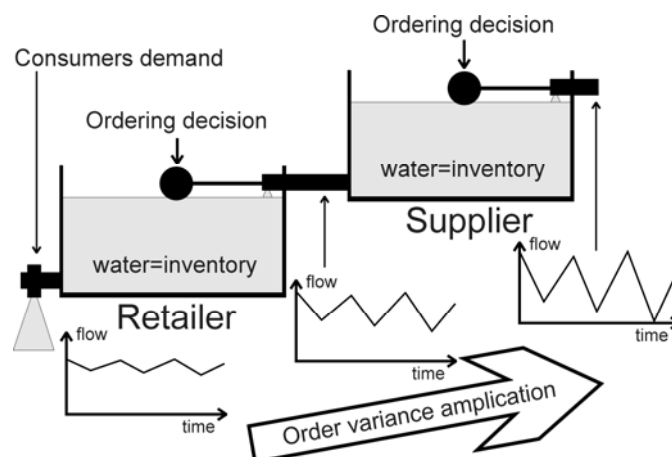 Ordering decision
Consumers demand
Ordering decision
water=inventory
Supplier
water=inventory
Retailer
flow
time
flow
time
flow
time
Order variance amplication